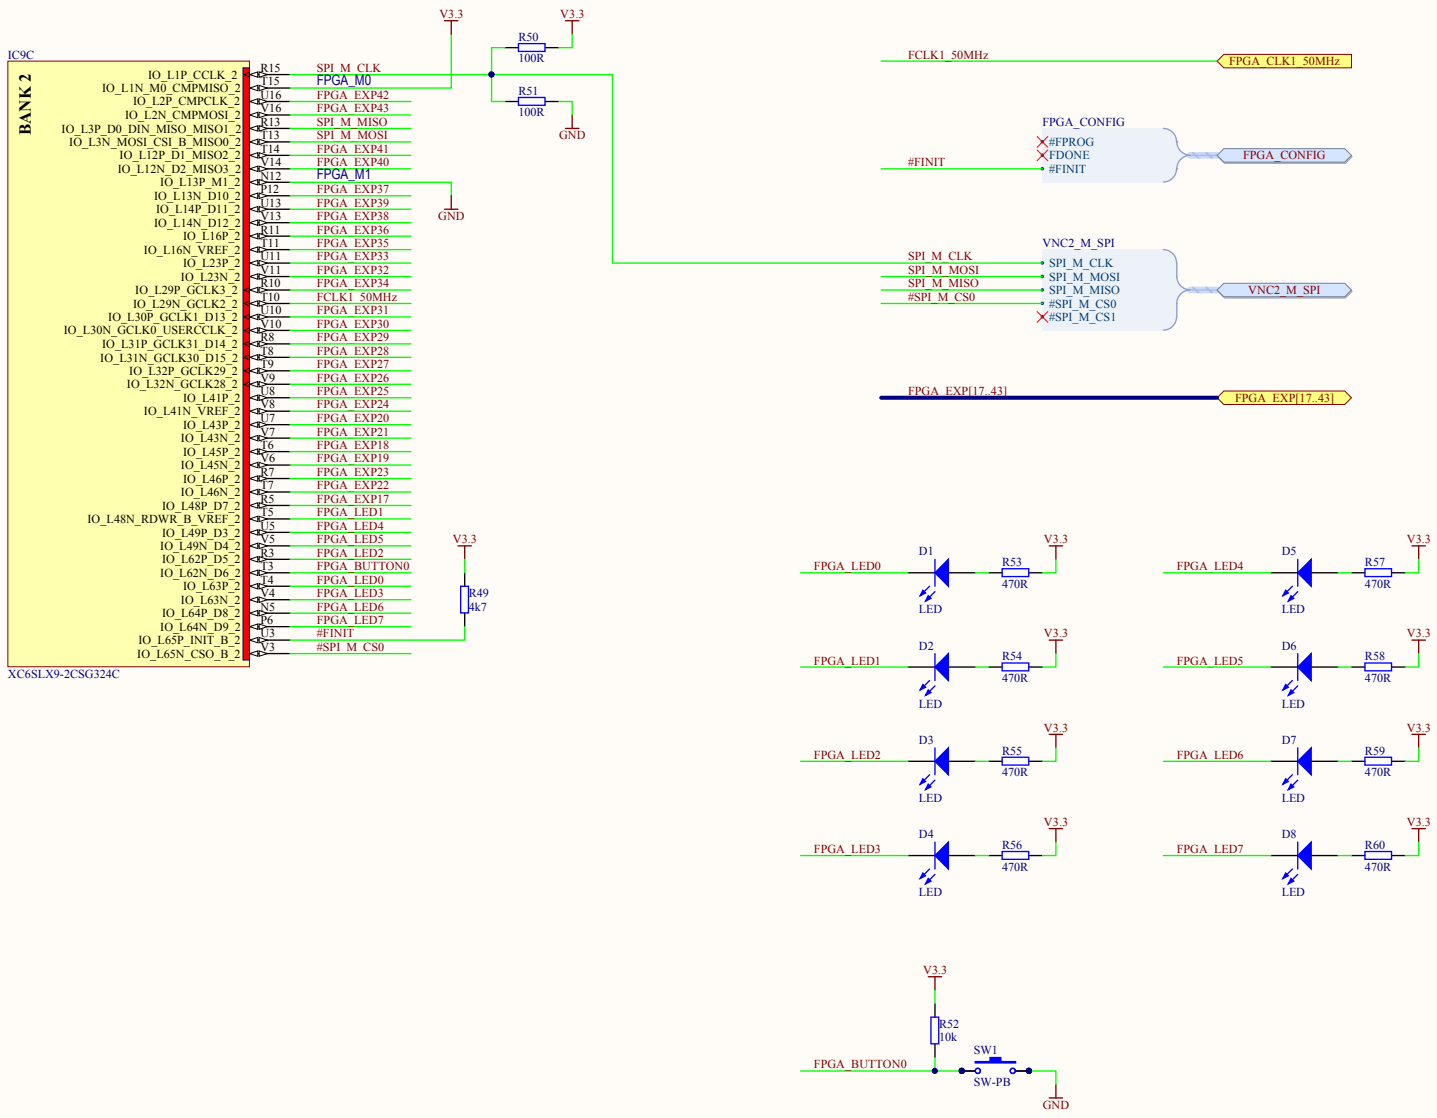 IC9C
BANK 2
IO_L1P_CCLK_2 R15 SPI_M_CLK
IO_L1N_M0_CMPMISO_2 T15 FPGA_M0
IO_L2P_CMPCLK_2 U16 FPGA_EXP42
IO_L2N_CMPMOSI_2 V16 FPGA_EXP43
IO_L3P_D0_DIN_MISO_MISO1_2 R13 SPI_M_MISO
IO_L3N_MOSI_CSI_B_MISO0_2 T13 SPI_M_MOSI
IO_L12P_D1_MISO2_2 T14 FPGA_EXP41
IO_L12N_D2_MISO3_2 V14 FPGA_EXP40
IO_L13P_M1_2 N12 FPGA_M1
IO_L13N_D10_2 P12 FPGA_EXP37
IO_L14P_D11_2 U13 FPGA_EXP39
IO_L14N_D12_2 V13 FPGA_EXP38
IO_L16P_2 R11 FPGA_EXP36
IO_L16N_VREF_2 T11 FPGA_EXP35
IO_L23P_2 U11 FPGA_EXP33
IO_L23N_2 V11 FPGA_EXP32
IO_L29P_GCLK3_2 R10 FPGA_EXP34
IO_L29N_GCLK2_2 T10 FCLK1_50MHz
IO_L30P_GCLK1_D13_2 U10 FPGA_EXP31
IO_L30N_GCLK0_USERCCLK_2 V10 FPGA_EXP30
IO_L31P_GCLK31_D14_2 R8 FPGA_EXP29
IO_L31N_GCLK30_D15_2 T8 FPGA_EXP28
IO_L32P_GCLK29_2 T9 FPGA_EXP27
IO_L32N_GCLK28_2 V9 FPGA_EXP26
IO_L41P_2 U8 FPGA_EXP25
IO_L41N_VREF_2 V8 FPGA_EXP24
IO_L43P_2 U7 FPGA_EXP20
IO_L43N_2 V7 FPGA_EXP21
IO_L45P_2 T6 FPGA_EXP18
IO_L45N_2 V6 FPGA_EXP19
IO_L46P_2 R7 FPGA_EXP23
IO_L46N_2 T7 FPGA_EXP22
IO_L48P_D7_2 R5 FPGA_EXP17
IO_L48N_RDWR_B_VREF_2 T5 FPGA_LED1
IO_L49P_D3_2 U5 FPGA_LED4
IO_L49N_D4_2 V5 FPGA_LED5
IO_L62P_D5_2 R3 FPGA_LED2
IO_L62N_D6_2 T3 FPGA_BUTTON0
IO_L63P_2 T4 FPGA_LED0
IO_L63N_2 V4 FPGA_LED3
IO_L64P_D8_2 N5 FPGA_LED6
IO_L64N_D9_2 P6 FPGA_LED7
IO_L65P_INIT_B_2 U3 #FINIT
IO_L65N_CSO_B_2 V3 #SPI_M_CS0
XC6SLX9-2CSG324C
V3.3
V3.3
R50
100R
R51
100R
GND
GND
V3.3
R49
4k7
FCLK1_50MHz FPGA_CLK1_50MHz
FPGA_CONFIG
#FPROG
FDONE
#FINIT #FINIT
FPGA_CONFIG
VNC2_M_SPI
SPI_M_CLK SPI_M_CLK
SPI_M_MOSI SPI_M_MOSI
SPI_M_MISO SPI_M_MISO
#SPI_M_CS0 #SPI_M_CS0
#SPI_M_CS1
VNC2_M_SPI
FPGA_EXP[17..43] FPGA_EXP[17..43]
V3.3
FPGA_LED0 D1 R53
LED 470R
V3.3
FPGA_LED4 D5 R57
LED 470R
V3.3
FPGA_LED1 D2 R54
LED 470R
V3.3
FPGA_LED5 D6 R58
LED 470R
V3.3
FPGA_LED2 D3 R55
LED 470R
V3.3
FPGA_LED6 D7 R59
LED 470R
V3.3
FPGA_LED3 D4 R56
LED 470R
V3.3
FPGA_LED7 D8 R60
LED 470R
V3.3
R52
10k
FPGA_BUTTON0
SW1
SW-PB
GND